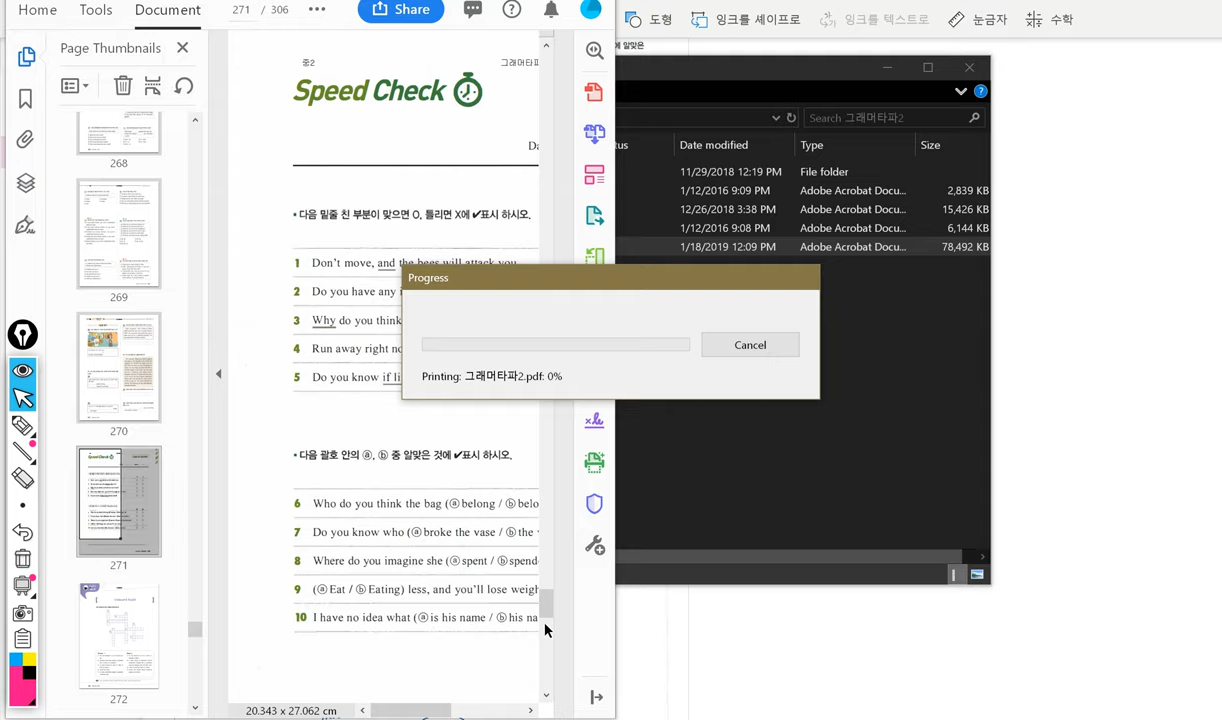 Home Tools Document 271 / 306 ••• Share
도형 잉크를 셰이프로 잉크를 텍스트로 눈금자 수학
Page Thumbnails
268
269
270
271
272
중2 그래머타파
Speed Check
• 다음 밑줄 친 부분이 맞으면 O, 틀리면 X에 ✔표시 하시오.
1 Don't move, and the bees will attack you
2 Do you have any
3 Why do you think
4 Run away right
5 Do you know if
• 다음 괄호 안의 ⓐ, ⓑ 중 알맞은 것에 ✔표시 하시오.
6 Who do you think the bag (ⓐ belong / ⓑ belo
7 Do you know who (ⓐ broke the vase / ⓑ the
8 Where do you imagine she (ⓐ spent / ⓑ spend
9 (ⓐ Eat / ⓑ Eating) less, and you'll lose weigh
10 I have no idea what (ⓐ is his name / ⓑ his na
20.343 x 27.062 cm
Progress
Cancel
Printing: 그래머타파2.pdf: 0%
Search 그래머타파2
tus Date modified Type Size
11/29/2018 12:19 PM File folder
1/12/2016 9:09 PM Adobe Acrobat Docu... 2,839 KB
12/26/2018 3:38 PM Adobe Acrobat Docu... 15,426 KB
1/12/2016 9:08 PM Adobe Acrobat Docu... 6,144 KB
1/18/2019 12:09 PM Adobe Acrobat Docu... 78,492 KB